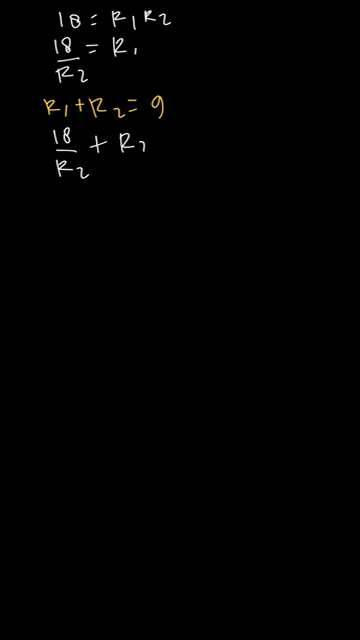 18 = R₁R₂
18/R₂ = R₁
R₁ + R₂ = 9
18/R₂ + R₂